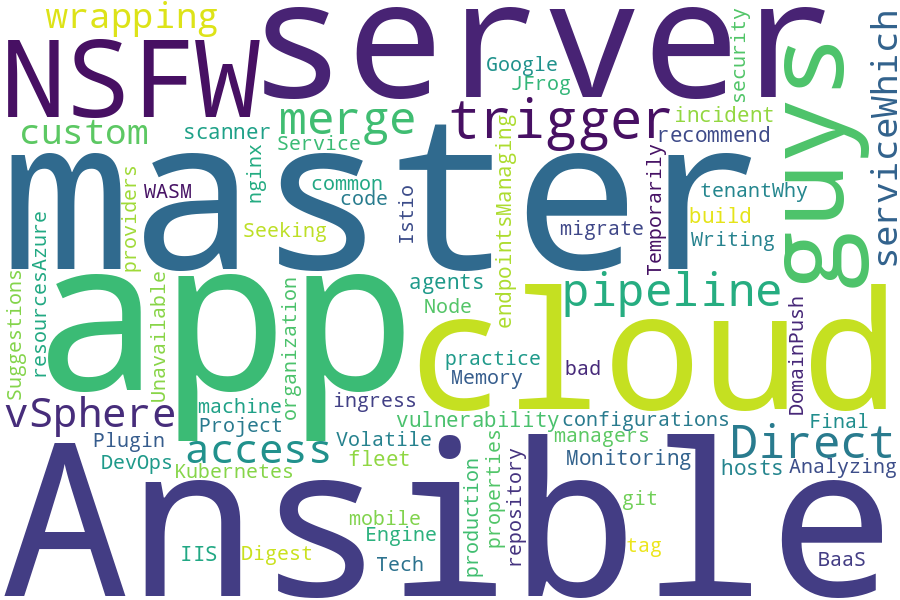 wrapping
server
NSFW
Google
JFrog
security
guys
serviceWhich
custom
scanner
merge
Service
trigger
incident
recommend
master
nginx
common
code
WASM
providers
Istio
endpointsManaging
Temporarily
tenantWhy
build
Writing
migrate
Seeking
Suggestions
resourcesAzure
Unavailable
organization
app
agents
Node
pipeline
cloud
practice
Memory
bad
DomainPush
vSphere
machine
Project
ingress
vulnerability
configurations
Final
Plugin
DevOps
access
Kubernetes
Volatile
fleet
managers
Monitoring
Direct
hosts
Analyzing
Ansible
production
properties
repository
git
mobile
Engine
Tech
IIS
Digest
tag
BaaS